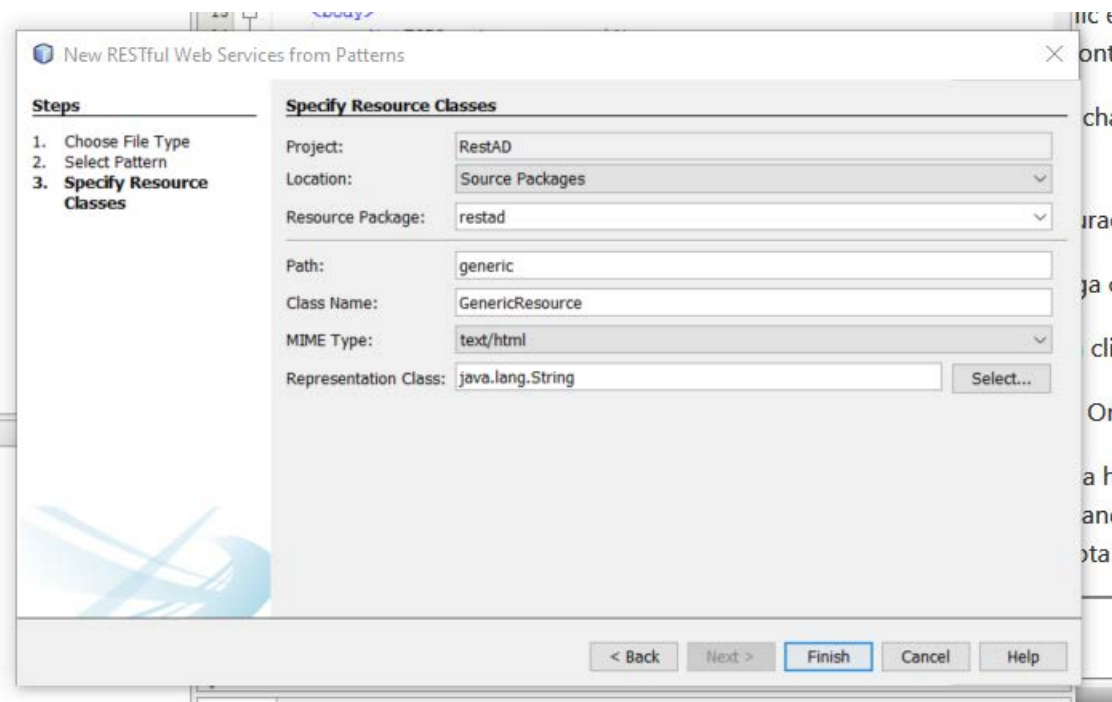 <body>
New RESTful Web Services from Patterns
Steps
1. Choose File Type
2. Select Pattern
3. Specify Resource
Classes
Specify Resource Classes
Project: RestAD
Location: Source Packages
Resource Package: restad
Path: generic
Class Name: GenericResource
MIME Type: text/html
Representation Class: java.lang.String Select...
< Back Next > Finish Cancel Help